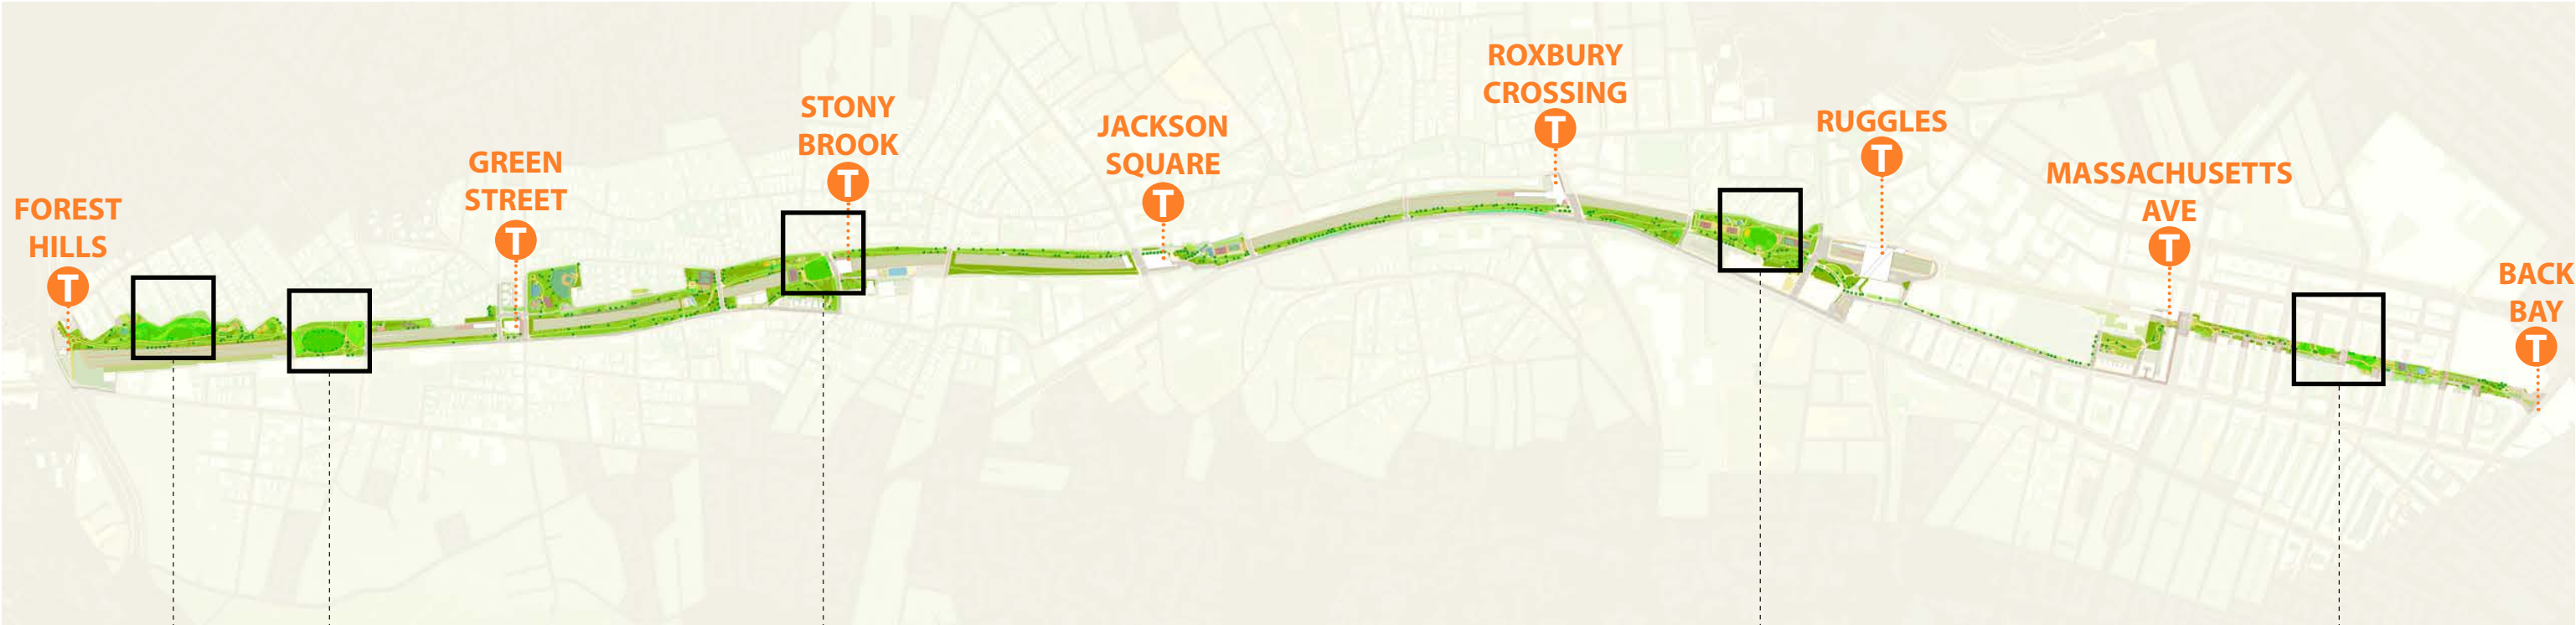 FOREST
HILLS
T
GREEN
STREET
T
STONY
BROOK
T
JACKSON
SQUARE
T
ROXBURY
CROSSING
T
RUGGLES
T
MASSACHUSETTS
AVE
T
BACK
BAY
T